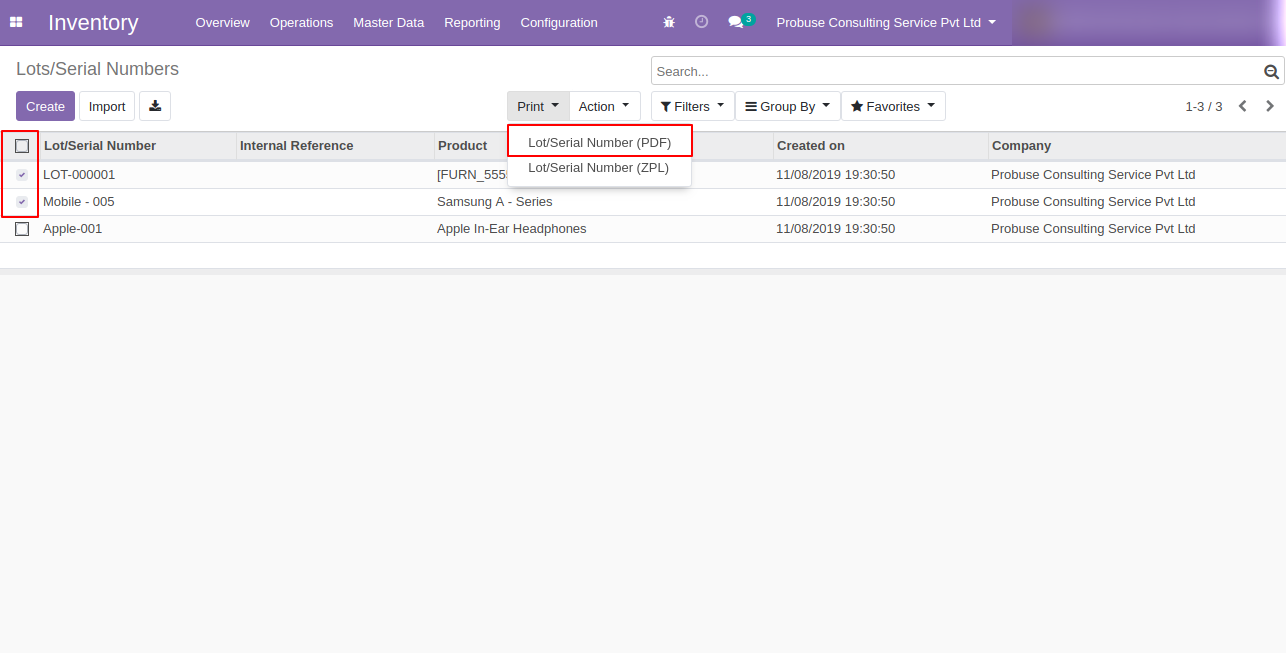 Inventory Overview Operations Master Data Reporting Configuration 3 Probuse Consulting Service Pvt Ltd
Lots/Serial Numbers Search...
Create Import Print Action Filters Group By Favorites 1-3 / 3
Lot/Serial Number Internal Reference Product Created on Company
Lot/Serial Number (PDF)
Lot/Serial Number (ZPL)
LOT-000001 11/08/2019 19:30:50 Probuse Consulting Service Pvt Ltd
Mobile - 005 Samsung A - Series 11/08/2019 19:30:50 Probuse Consulting Service Pvt Ltd
Apple-001 Apple In-Ear Headphones 11/08/2019 19:30:50 Probuse Consulting Service Pvt Ltd